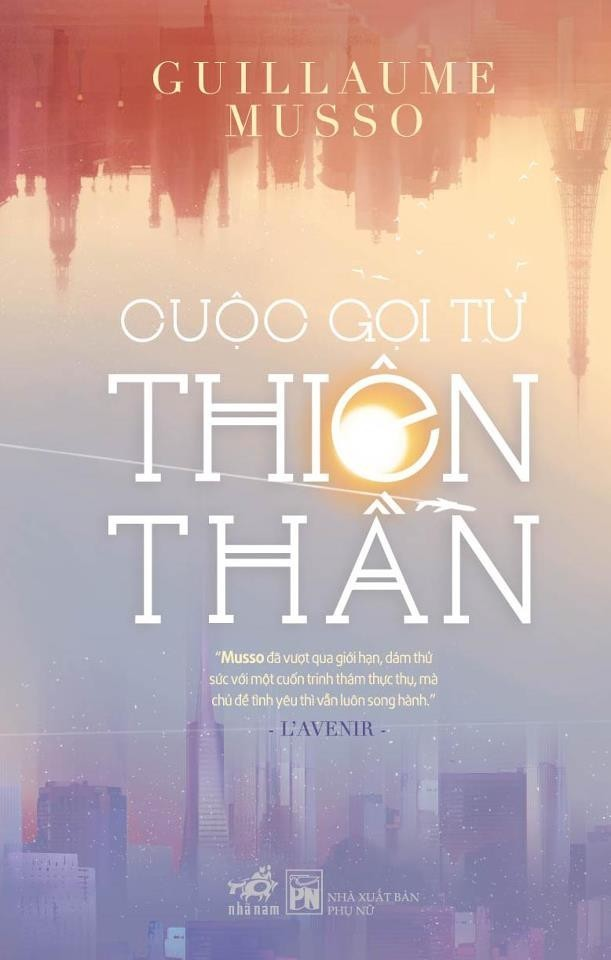 GUILLAUME
MUSSO
CUỘC GỌI TỪ
THIÊN
THẦN
“Musso đã vượt qua giới hạn, dám thử
sức với một cuốn trinh thám thực thụ, mà
chủ đề tình yêu thì vẫn luôn song hành.”
- L’AVENIR -
nhã nam
PN
NHÀ XUẤT BẢN
PHỤ NỮ